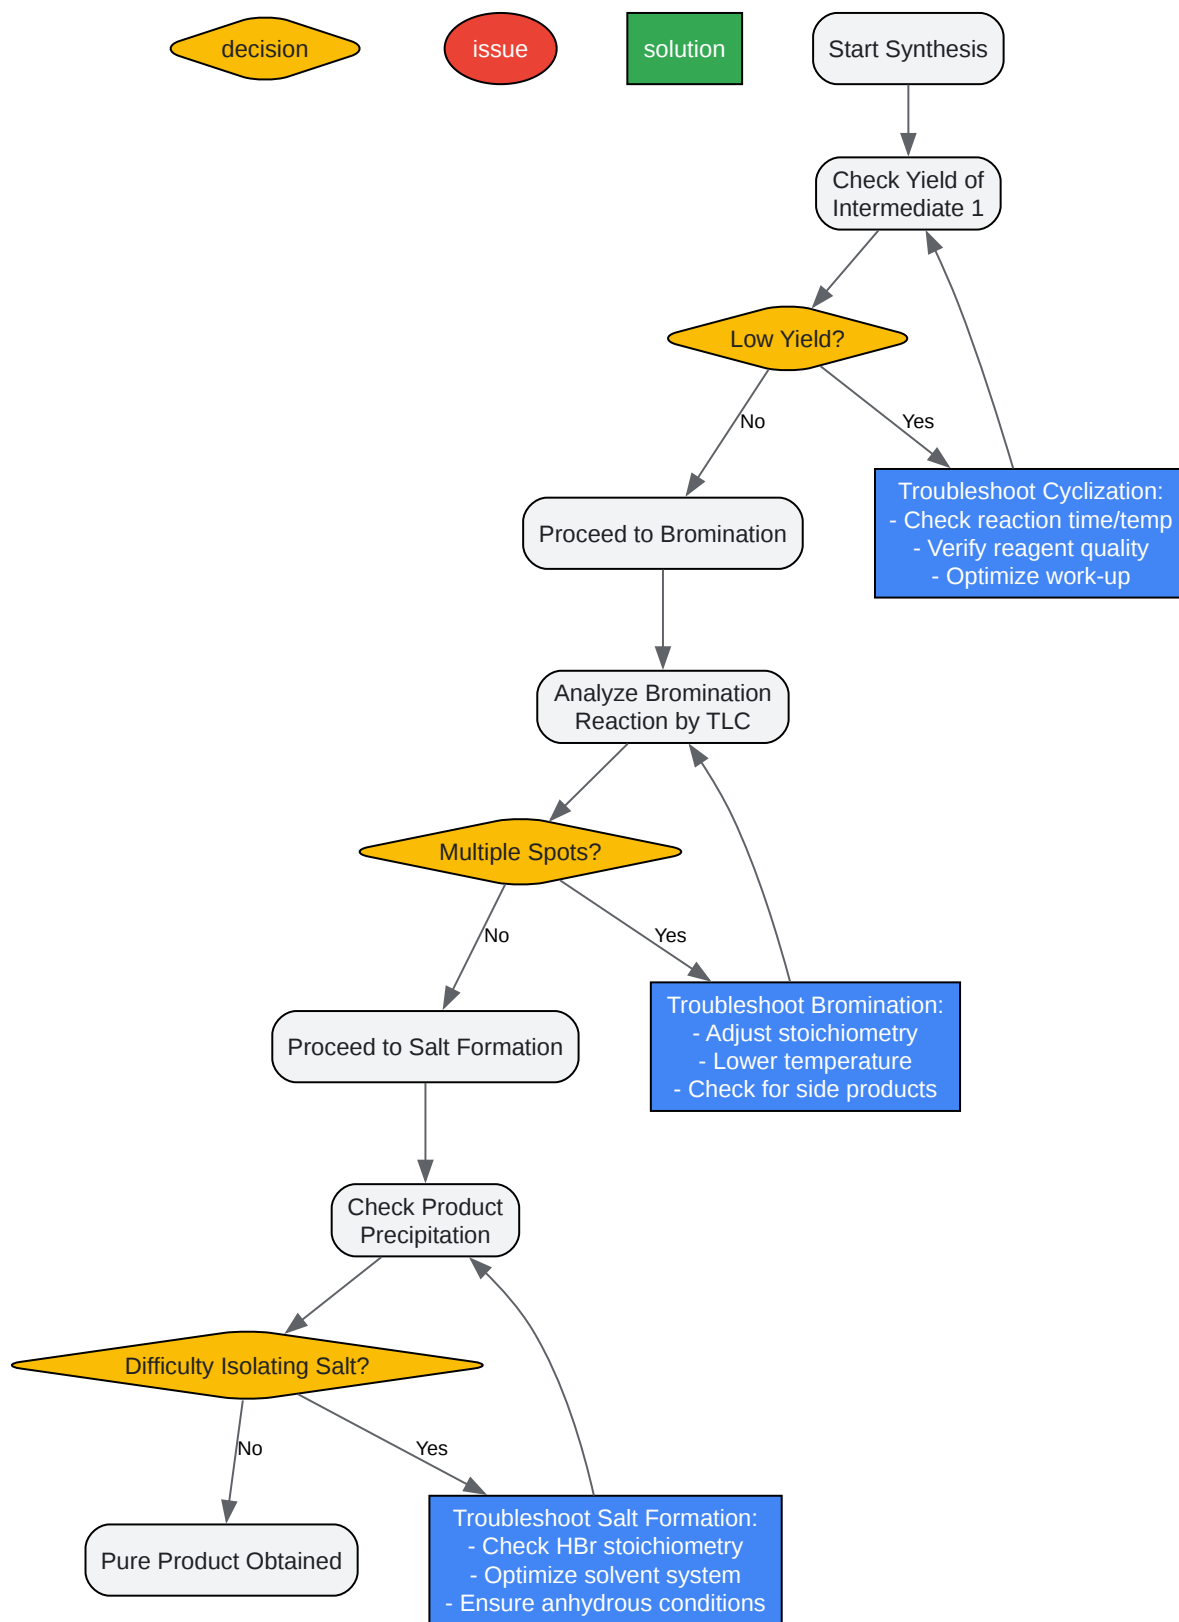 decision
issue
solution
Start Synthesis
Check Yield of
Intermediate 1
Low Yield?
No
Yes
Proceed to Bromination
Troubleshoot Cyclization:
- Check reaction time/temp
- Verify reagent quality
- Optimize work-up
Analyze Bromination
Reaction by TLC
Multiple Spots?
No
Yes
Proceed to Salt Formation
Troubleshoot Bromination:
- Adjust stoichiometry
- Lower temperature
- Check for side products
Check Product
Precipitation
Difficulty Isolating Salt?
No
Yes
Pure Product Obtained
Troubleshoot Salt Formation:
- Check HBr stoichiometry
- Optimize solvent system
- Ensure anhydrous conditions